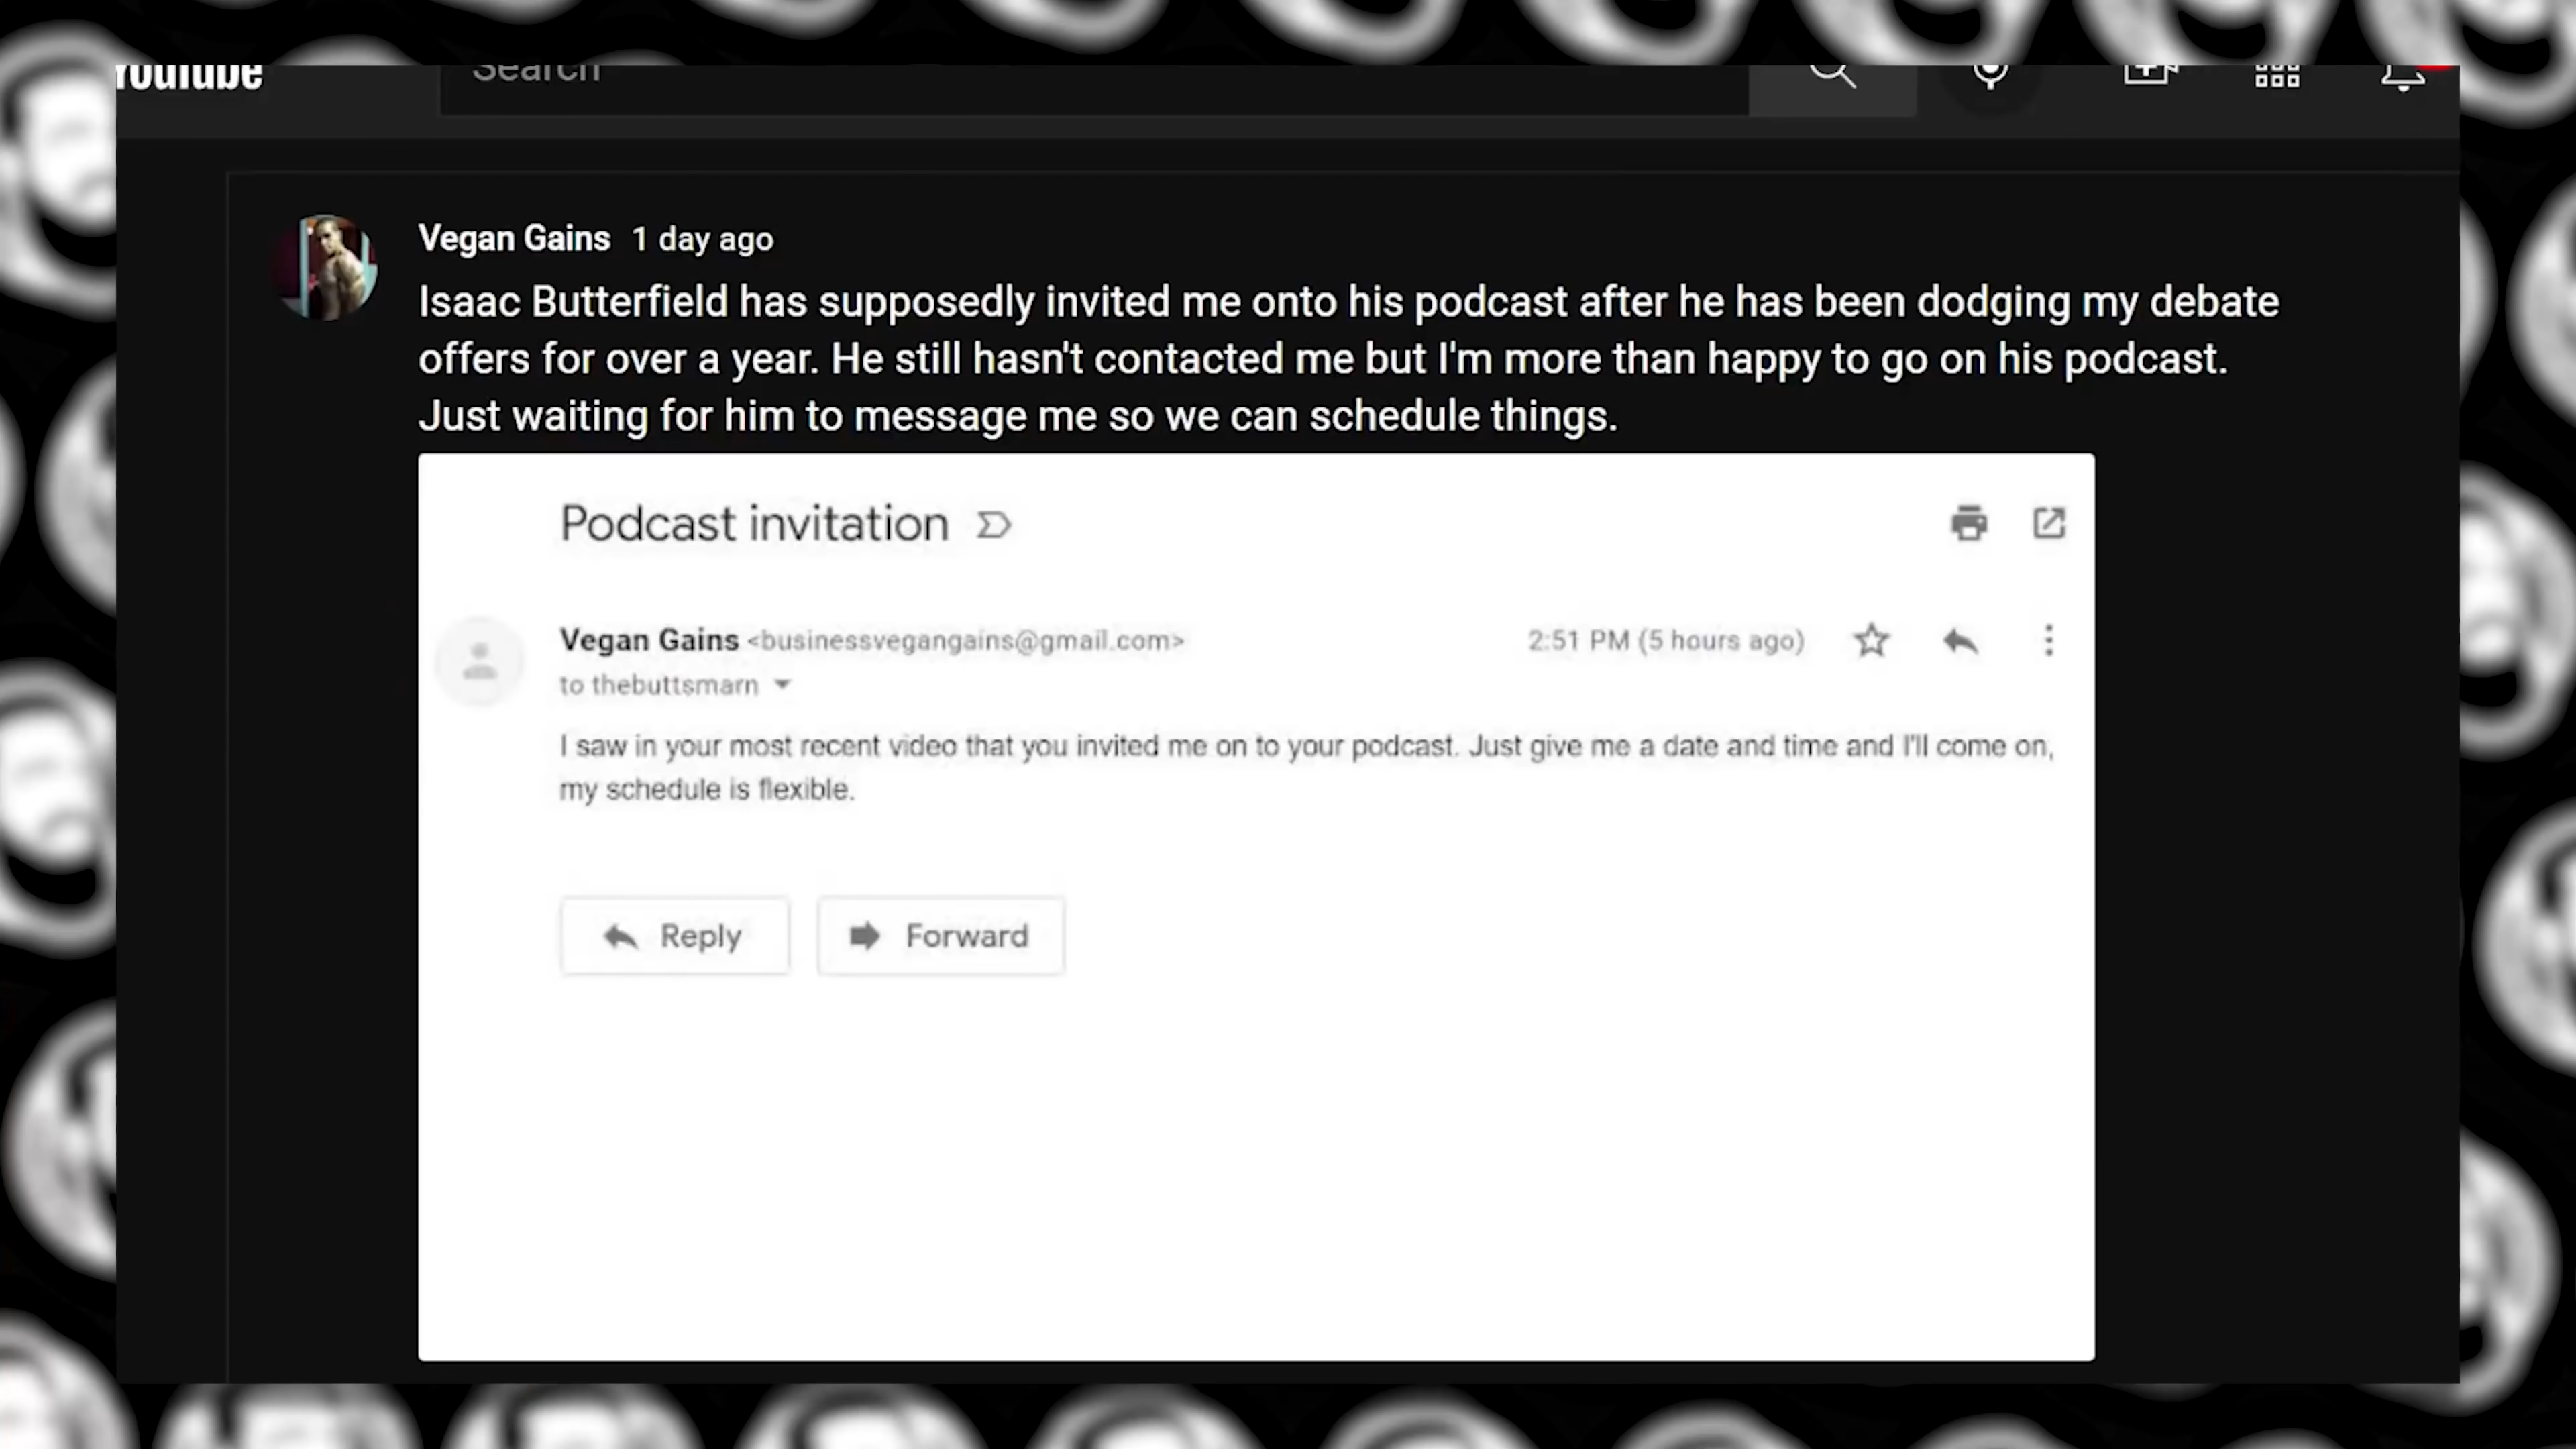 YouTube
Search
Vegan Gains 1 day ago
Isaac Butterfield has supposedly invited me onto his podcast after he has been dodging my debate
offers for over a year. He still hasn't contacted me but I'm more than happy to go on his podcast.
Just waiting for him to message me so we can schedule things.
Podcast invitation
Vegan Gains <businessvegangains@gmail.com> 2:51 PM (5 hours ago)
to thebuttsmarn
I saw in your most recent video that you invited me on to your podcast. Just give me a date and time and I'll come on,
my schedule is flexible.
Reply Forward